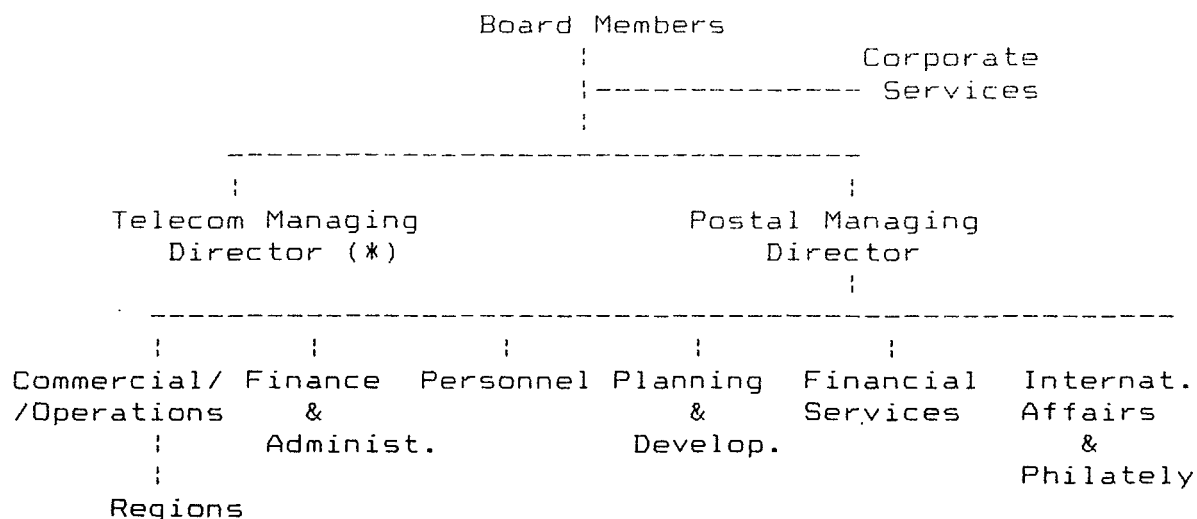 Board Members
Corporate
Services
Telecom Managing
Director (*)
Postal Managing
Director
Commercial/ Finance Personnel Planning Financial Internat.
/Operations & & Services Affairs
Administ. Develop. &
Philately
Regions